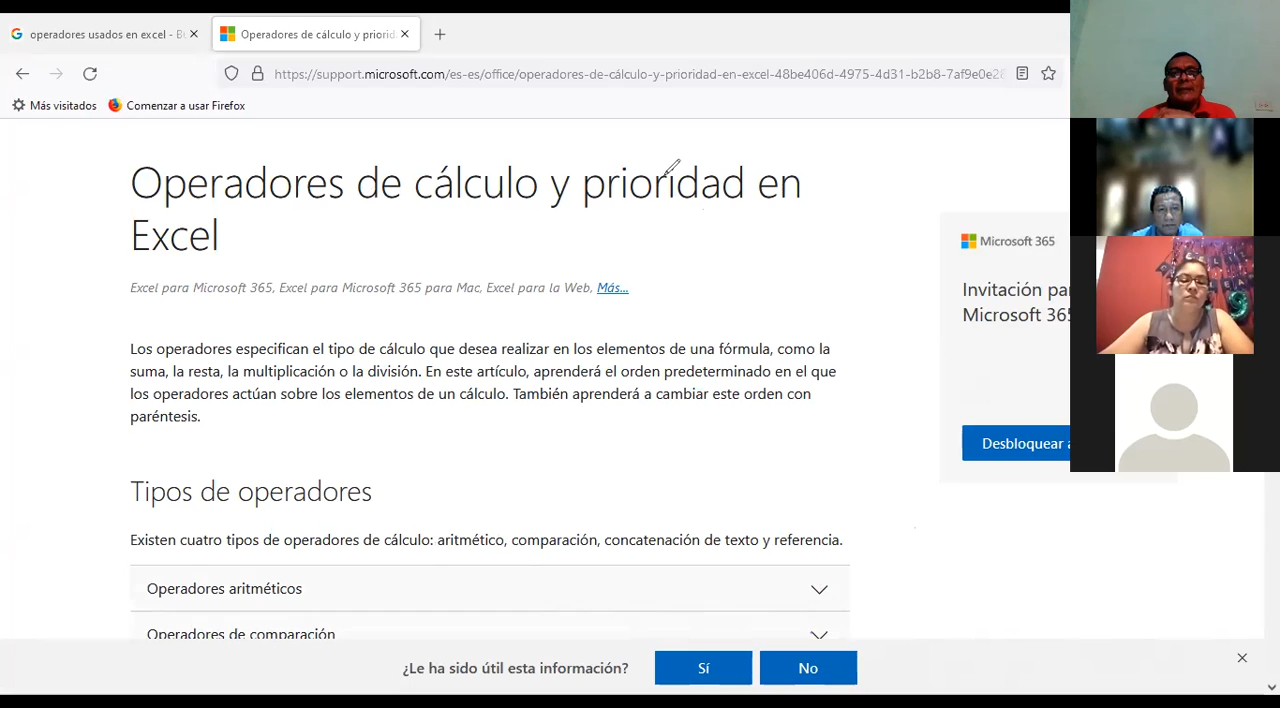 operadores usados en excel - Bu
Operadores de cálculo y priorid
https://support.microsoft.com/es-es/office/operadores-de-cálculo-y-prioridad-en-excel-48be406d-4975-4d31-b2b8-7af9e0e26
Más visitados
Comenzar a usar Firefox
Operadores de cálculo y prioridad en
Excel
Excel para Microsoft 365, Excel para Microsoft 365 para Mac, Excel para la Web, Más...
Los operadores especifican el tipo de cálculo que desea realizar en los elementos de una fórmula, como la
suma, la resta, la multiplicación o la división. En este artículo, aprenderá el orden predeterminado en el que
los operadores actúan sobre los elementos de un cálculo. También aprenderá a cambiar este orden con
paréntesis.
Tipos de operadores
Existen cuatro tipos de operadores de cálculo: aritmético, comparación, concatenación de texto y referencia.
Operadores aritméticos
Operadores de comparación
Microsoft 365
Invitación pa
Microsoft 365
Desbloquear a
¿Le ha sido útil esta información?
Sí
No